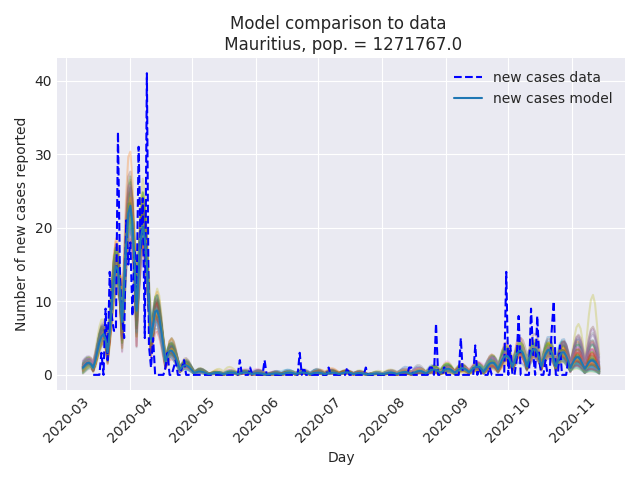 Model comparison to data
Mauritius, pop. = 1271767.0
new cases data
new cases model
Number of new cases reported
40
30
20
10
0
2020-03
2020-04
2020-05
2020-06
2020-07
2020-08
2020-09
2020-10
2020-11
Day